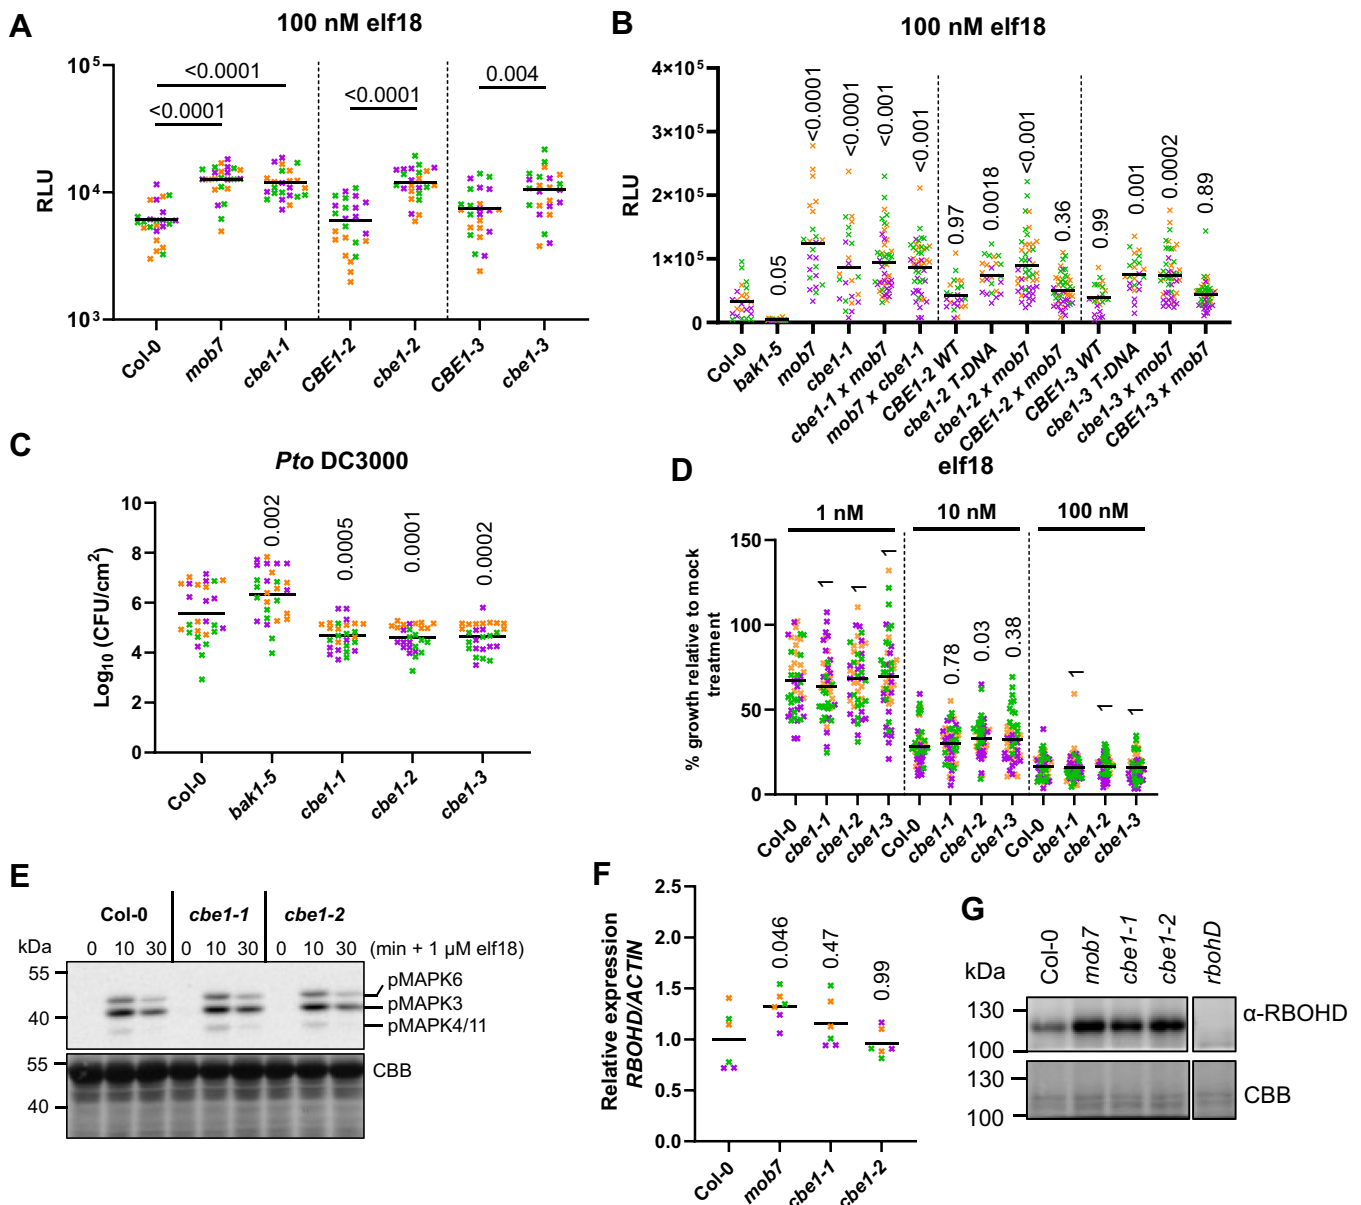 A
100 nM elf18
10⁵
10⁴
10³
RLU
<0.0001
<0.0001
<0.0001
0.004
Col-0
mob7
cbe1-1
CBE1-2
cbe1-2
CBE1-3
cbe1-3
B
100 nM elf18
4×10⁵
3×10⁵
2×10⁵
1×10⁵
0
RLU
0.05
<0.0001
<0.0001
<0.001
<0.001
0.97
0.0018
<0.001
0.36
0.99
0.001
0.0002
0.89
Col-0
bak1-5
mob7
cbe1-1
cbe1-1 x mob7
mob7 x cbe1-1
CBE1-2 WT
cbe1-2 T-DNA
cbe1-2 x mob7
CBE1-2 x mob7
CBE1-3 WT
cbe1-3 T-DNA
cbe1-3 x mob7
CBE1-3 x mob7
C
Pto DC3000
10
8
6
4
2
0
Log₁₀ (CFU/cm²)
0.002
0.0005
0.0001
0.0002
Col-0
bak1-5
cbe1-1
cbe1-2
cbe1-3
D
elf18
1 nM
10 nM
100 nM
150
100
50
0
% growth relative to mock
treatment
1
1
1
0.78
0.03
0.38
1
1
1
Col-0
cbe1-1
cbe1-2
cbe1-3
Col-0
cbe1-1
cbe1-2
cbe1-3
Col-0
cbe1-1
cbe1-2
cbe1-3
E
Col-0
cbe1-1
cbe1-2
kDa
0 10 30 0 10 30 0 10 30 (min + 1 µM elf18)
55
40
pMAPK6
pMAPK3
pMAPK4/11
55
40
CBB
F
2.5
2.0
1.5
1.0
0.5
0.0
Relative expression
RBOHD/ACTIN
0.046
0.47
0.99
Col-0
mob7
cbe1-1
cbe1-2
G
kDa
Col-0
mob7
cbe1-1
cbe1-2
rbohD
130
100
α-RBOHD
130
100
CBB